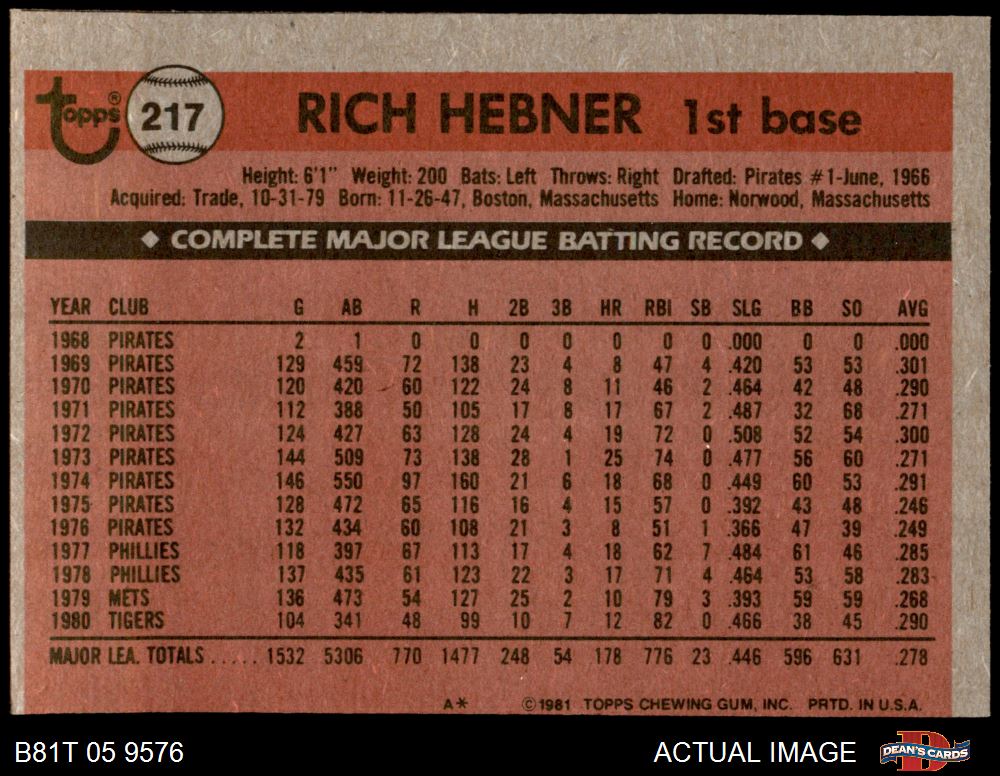 topps® 217 RICH HEBNER 1st base
Height: 6'1" Weight: 200 Bats: Left Throws: Right Drafted: Pirates #1-June, 1966
Acquired: Trade, 10-31-79 Born: 11-26-47, Boston, Massachusetts Home: Norwood, Massachusetts
◆ COMPLETE MAJOR LEAGUE BATTING RECORD ◆
YEAR CLUB G AB R H 2B 3B HR RBI SB SLG BB SO AVG
1968 PIRATES 2 1 0 0 0 0 0 0 0 .000 0 0 .000
1969 PIRATES 129 459 72 138 23 4 8 47 4 .420 53 53 .301
1970 PIRATES 120 420 60 122 24 8 11 46 2 .464 42 48 .290
1971 PIRATES 112 388 50 105 17 8 17 67 2 .487 32 68 .271
1972 PIRATES 124 427 63 128 24 4 19 72 0 .508 52 54 .300
1973 PIRATES 144 509 73 138 28 1 25 74 0 .477 56 60 .271
1974 PIRATES 146 550 97 160 21 6 18 68 0 .449 60 53 .291
1975 PIRATES 128 472 65 116 16 4 15 57 0 .392 43 48 .246
1976 PIRATES 132 434 60 108 21 3 8 51 1 .366 47 39 .249
1977 PHILLIES 118 397 67 113 17 4 18 62 7 .484 61 46 .285
1978 PHILLIES 137 435 61 123 22 3 17 71 4 .464 53 58 .283
1979 METS 136 473 54 127 25 2 10 79 3 .393 59 59 .268
1980 TIGERS 104 341 48 99 10 7 12 82 0 .466 38 45 .290
MAJOR LEA. TOTALS ..... 1532 5306 770 1477 248 54 178 776 23 .446 596 631 .278
A* ©1981 TOPPS CHEWING GUM, INC. PRTD. IN U.S.A.
B81T 05 9576 ACTUAL IMAGE DEAN'S CARDS